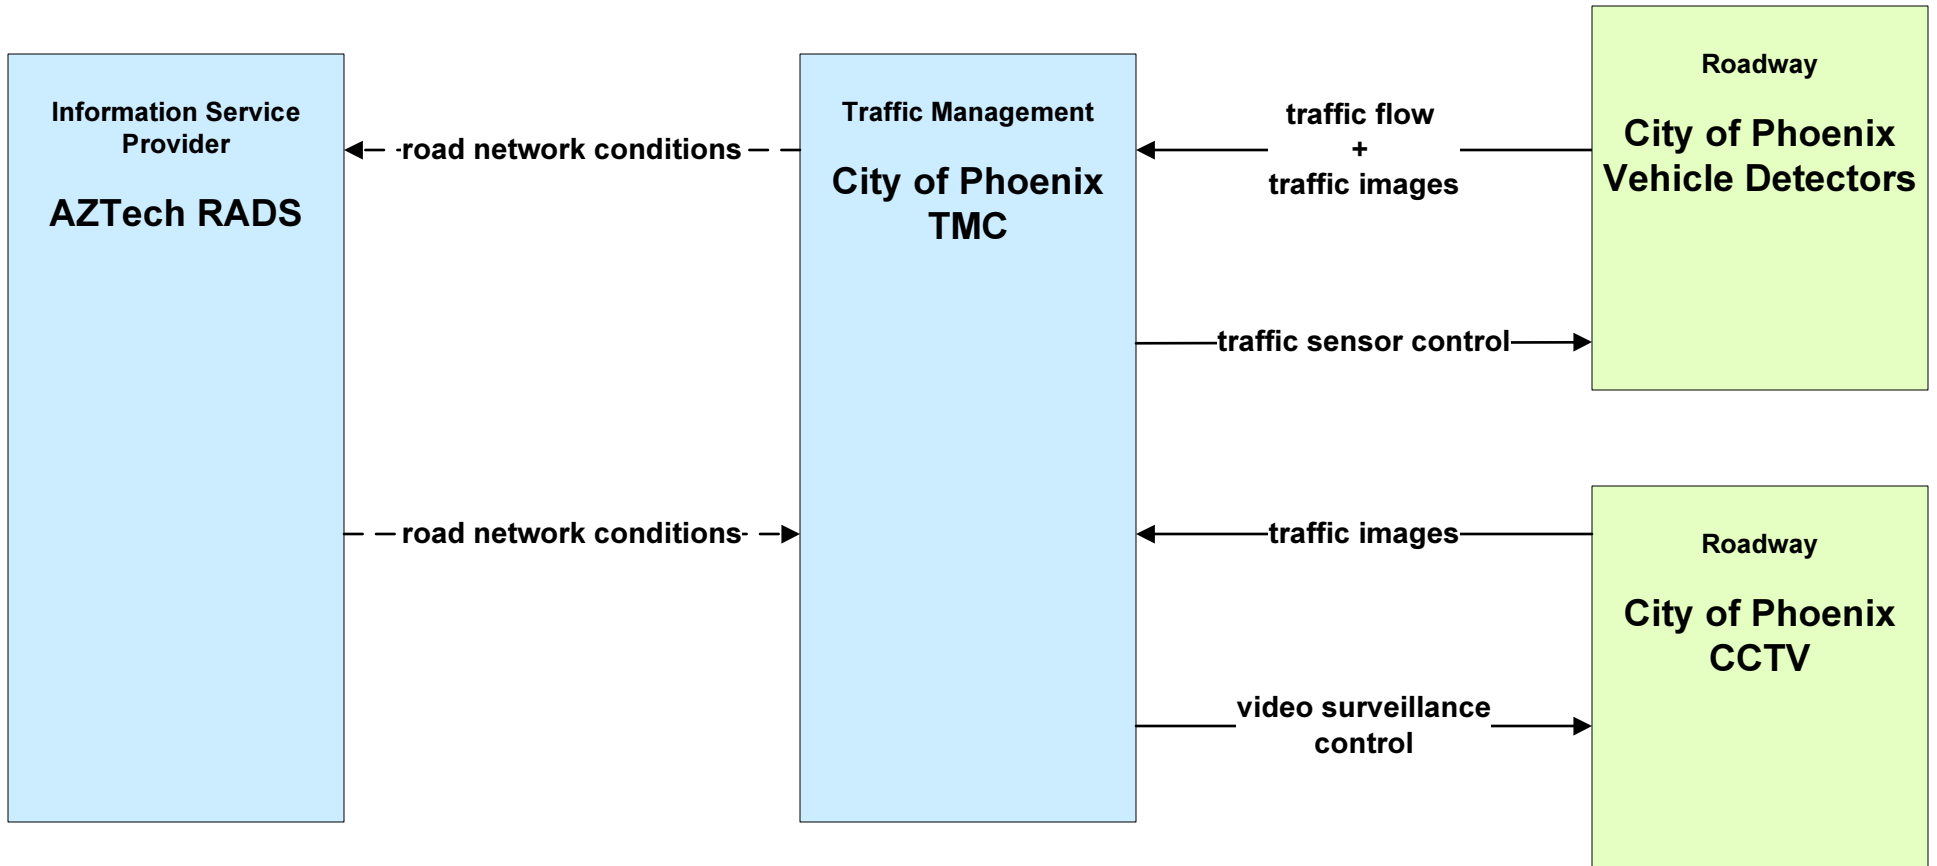 Information Service
Provider
AZTech RADS
road network conditions
road network conditions
Traffic Management
City of Phoenix
TMC
traffic flow
+
traffic images
traffic sensor control
traffic images
video surveillance
control
Roadway
City of Phoenix
Vehicle Detectors
Roadway
City of Phoenix
CCTV